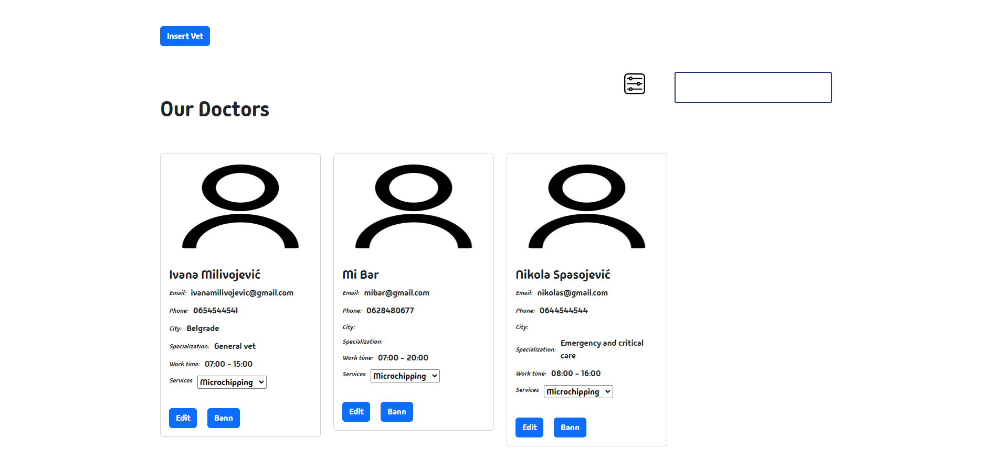 Insert Vet
Our Doctors
Ivana Milivojević
Email: ivanamilivojevic@gmail.com
Phone: 0654544541
City: Belgrade
Specialization: General vet
Work time: 07:00 - 15:00
Services Microchipping
Edit Bann
Mi Bar
Email: mibar@gmail.com
Phone: 0628480677
City:
Specialization:
Work time: 07:00 - 20:00
Services Microchipping
Edit Bann
Nikola Spasojević
Email: nikolas@gmail.com
Phone: 0644544544
City:
Specialization: Emergency and critical
care
Work time: 08:00 - 16:00
Services Microchipping
Edit Bann